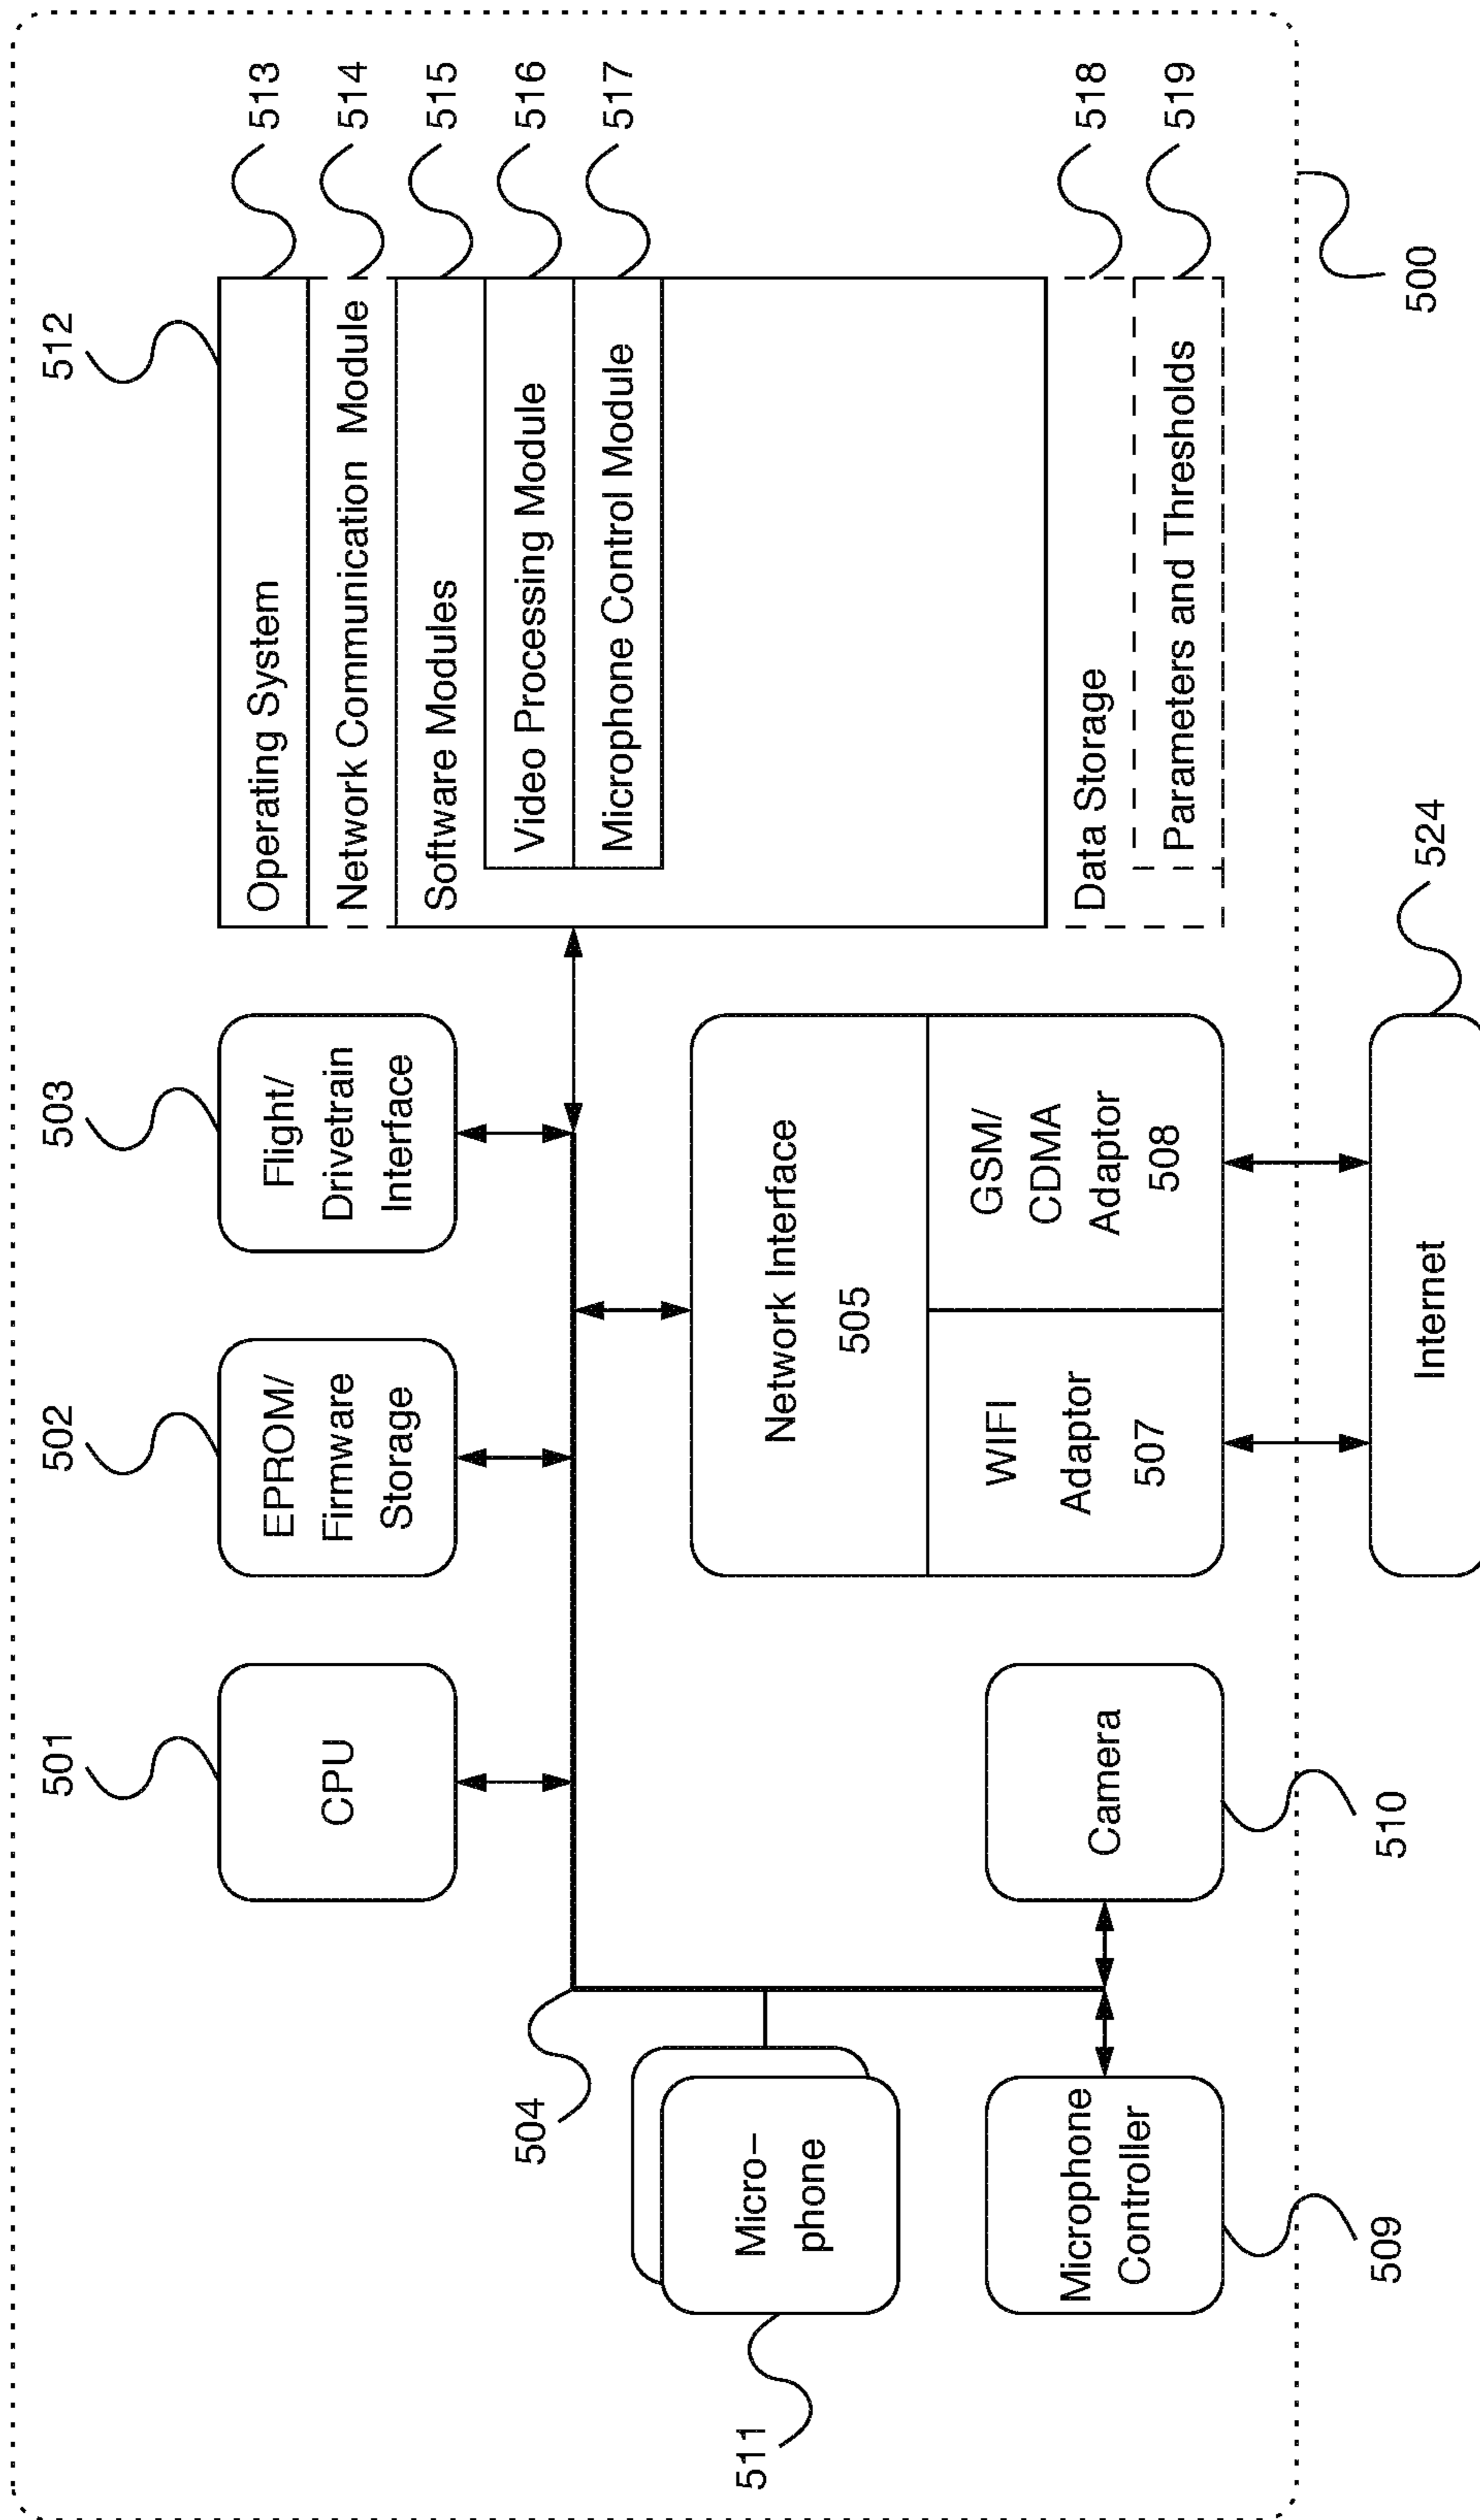 501
502
503
512
CPU
EPROM/
Firmware
Storage
Flight/
Drivetrain
Interface
Operating System
513
Network Communication Module
514
Software Modules
515
Video Processing Module
516
Microphone Control Module
517
504
511
Micro-
phone
Network Interface
505
Microphone
Controller
Camera
WIFI
Adaptor
507
GSM/
CDMA
Adaptor
508
Data Storage
518
Parameters and Thresholds
519
509
510
Internet
524
500